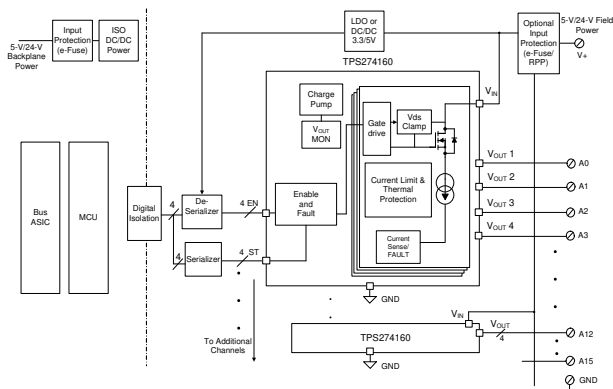 5-V/24-V
Backplane
Power
Input
Protection
(e-Fuse)
ISO
DC/DC
Power
LDO or
DC/DC
3.3/5V
Optional
Input
Protection
(e-Fuse/
RPP)
5-V/24-V Field
Power
V+
TPS274160
VIN
Charge
Pump
VOUT
MON
Gate
drive
Vds
Clamp
Current Limit &
Thermal
Protection
Current
Sense/
FAULT
Enable
and
Fault
VOUT 1
A0
VOUT 2
A1
VOUT 3
A2
VOUT 4
A3
Bus
ASIC
MCU
Digital
Isolation
4
De-
Serializer
4 EN
4
Serializer
4 ST
GND
To Additional
Channels
VIN
TPS274160
VOUT
4
A12
A15
GND
GND